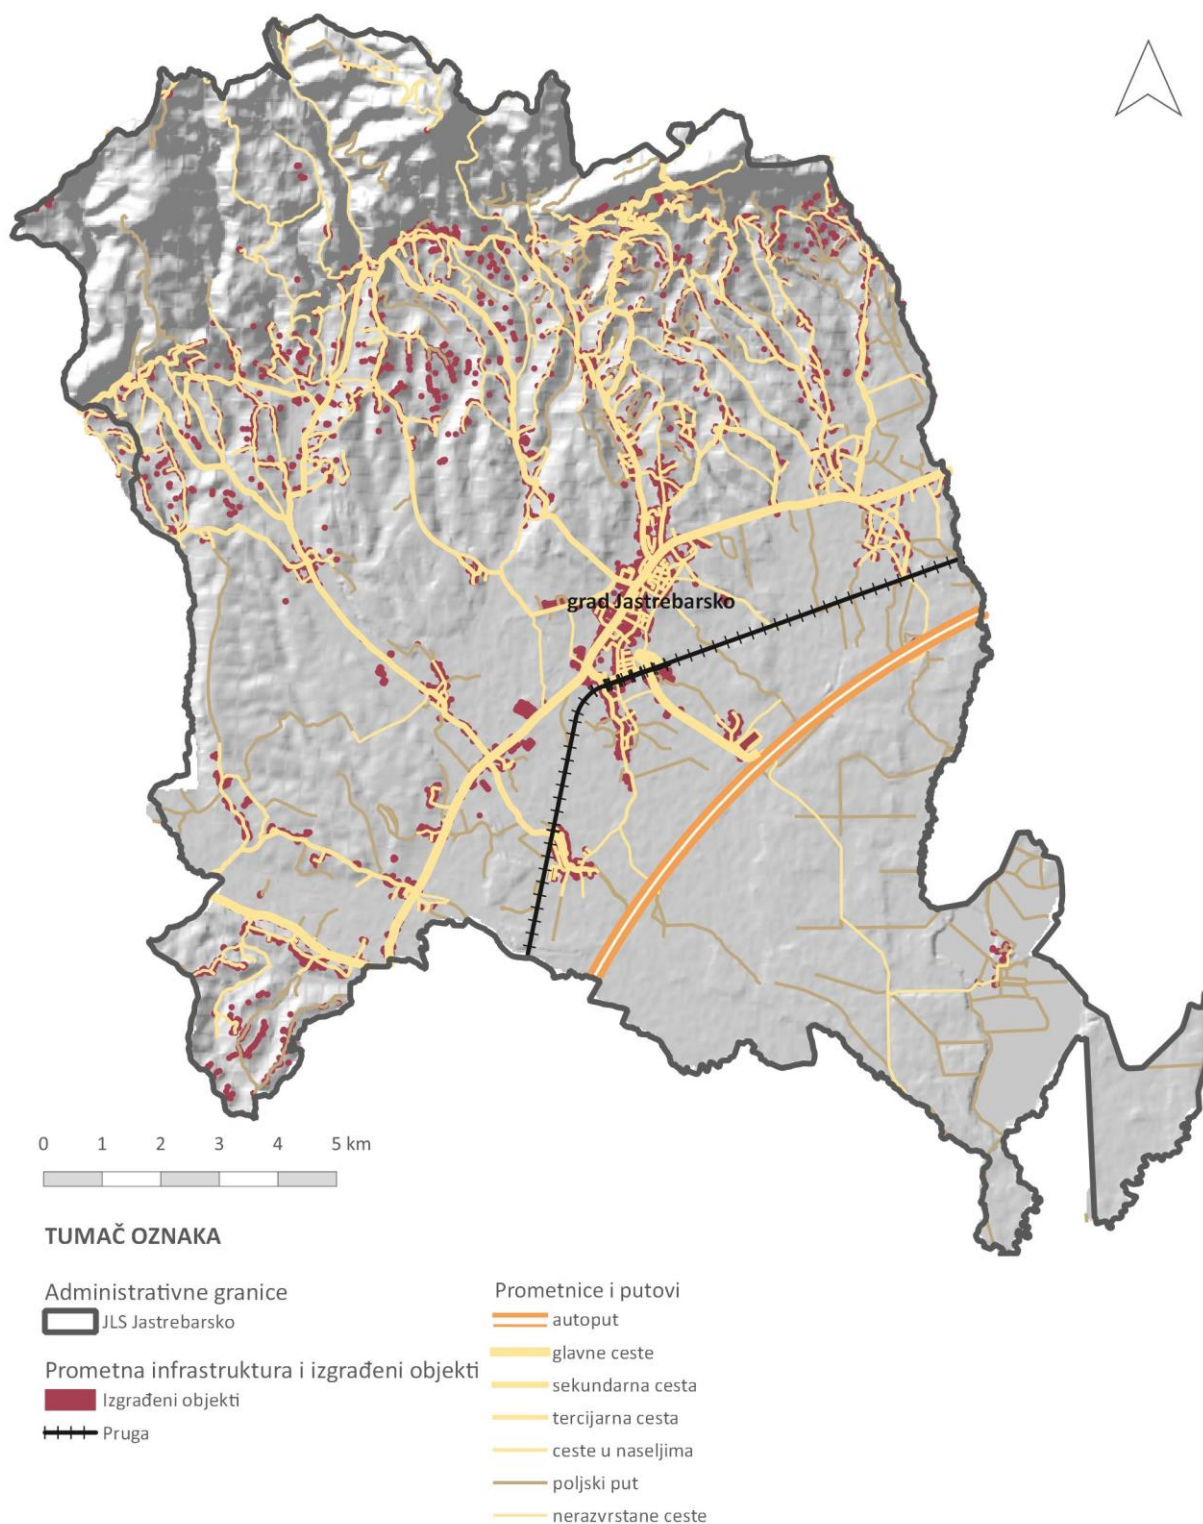 grad Jastrebarsko
0 1 2 3 4 5 km
TUMAČ OZNAKA
Administrativne granice
JLS Jastrebarsko
Prometna infrastruktura i izgrađeni objekti
Izgrađeni objekti
Pruga
Prometnice i putovi
autoput
glavne ceste
sekundarna cesta
tercijarna cesta
ceste u naseljima
poljski put
nerazvrstane ceste